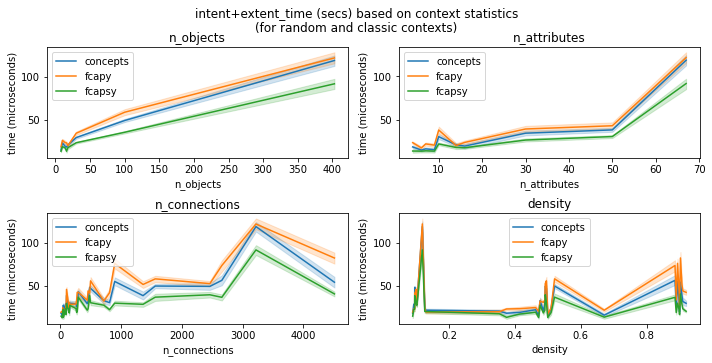 intent+extent_time (secs) based on context statistics
(for random and classic contexts)
n_objects
time (microseconds)
100
50
concepts
fcapy
fcapsy
0 50 100 150 200 250 300 350 400
n_objects
n_attributes
time (microseconds)
100
50
concepts
fcapy
fcapsy
10 20 30 40 50 60 70
n_attributes
n_connections
time (microseconds)
100
50
concepts
fcapy
fcapsy
0 1000 2000 3000 4000
n_connections
density
time (microseconds)
100
50
concepts
fcapy
fcapsy
0.2 0.4 0.6 0.8
density